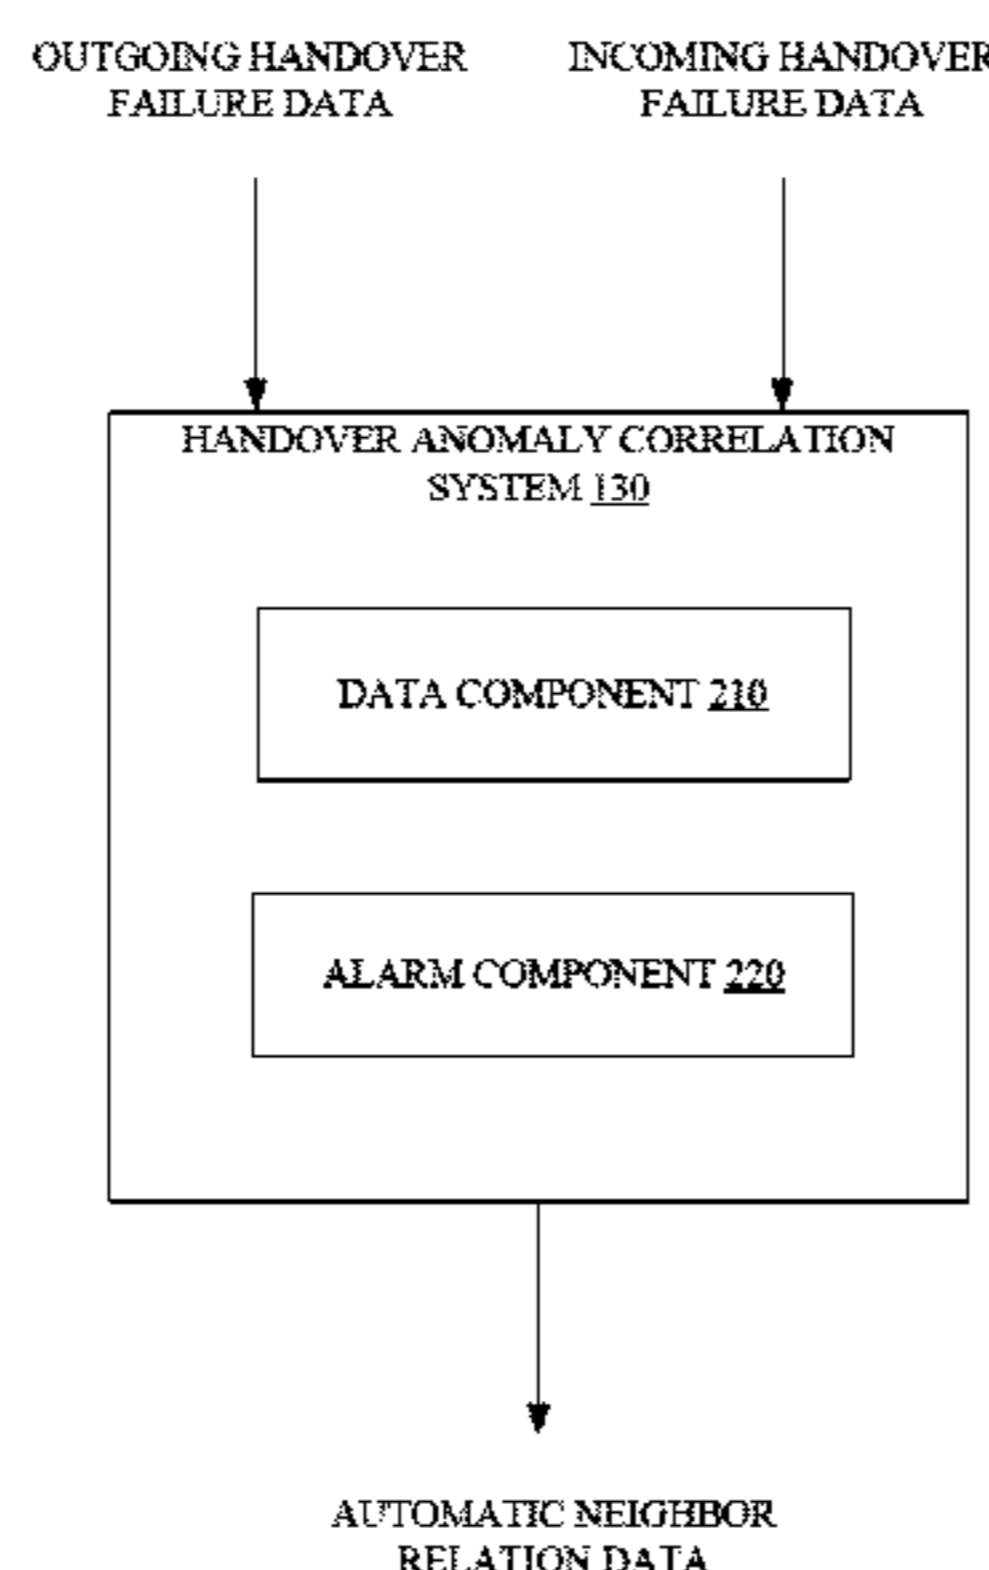 OUTGOING HANDOVER
FAILURE DATA
INCOMING HANDOVER
FAILURE DATA
HANDOVER ANOMALY CORRELATION
SYSTEM 130
DATA COMPONENT 210
ALARM COMPONENT 220
AUTOMATIC NEIGHBOR
RELATION DATA